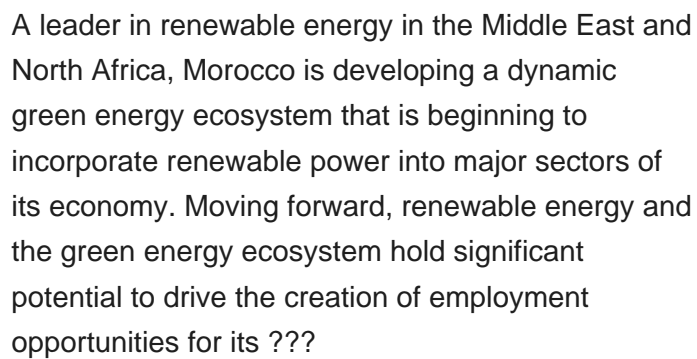 A leader in renewable energy in the Middle East and
North Africa, Morocco is developing a dynamic
green energy ecosystem that is beginning to
incorporate renewable power into major sectors of
its economy. Moving forward, renewable energy and
the green energy ecosystem hold significant
potential to drive the creation of employment
opportunities for its ???